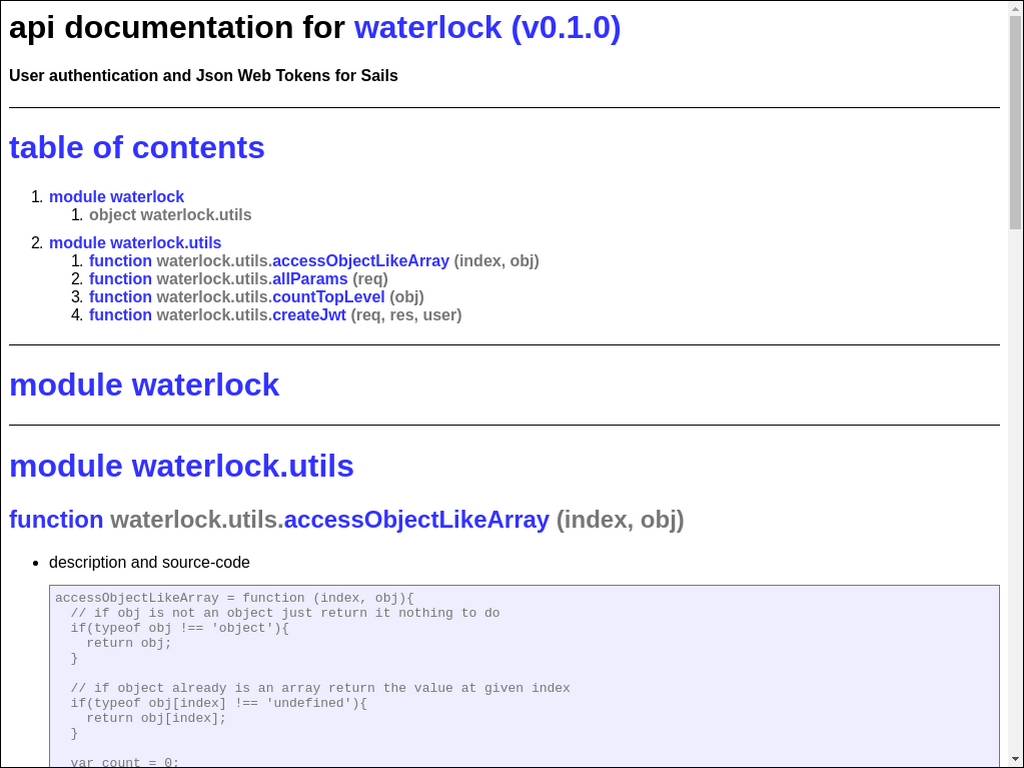 api documentation for waterlock (v0.1.0)
User authentication and Json Web Tokens for Sails
table of contents
1. module waterlock
1. object waterlock.utils
2. module waterlock.utils
1. function waterlock.utils.accessObjectLikeArray (index, obj)
2. function waterlock.utils.allParams (req)
3. function waterlock.utils.countTopLevel (obj)
4. function waterlock.utils.createJwt (req, res, user)
module waterlock
module waterlock.utils
function waterlock.utils.accessObjectLikeArray (index, obj)
• description and source-code
accessObjectLikeArray = function (index, obj){
  // if obj is not an object just return it nothing to do
  if(typeof obj !== 'object'){
    return obj;
  }
  // if object already is an array return the value at given index
  if(typeof obj[index] !== 'undefined'){
    return obj[index];
  }
  var count = 0;